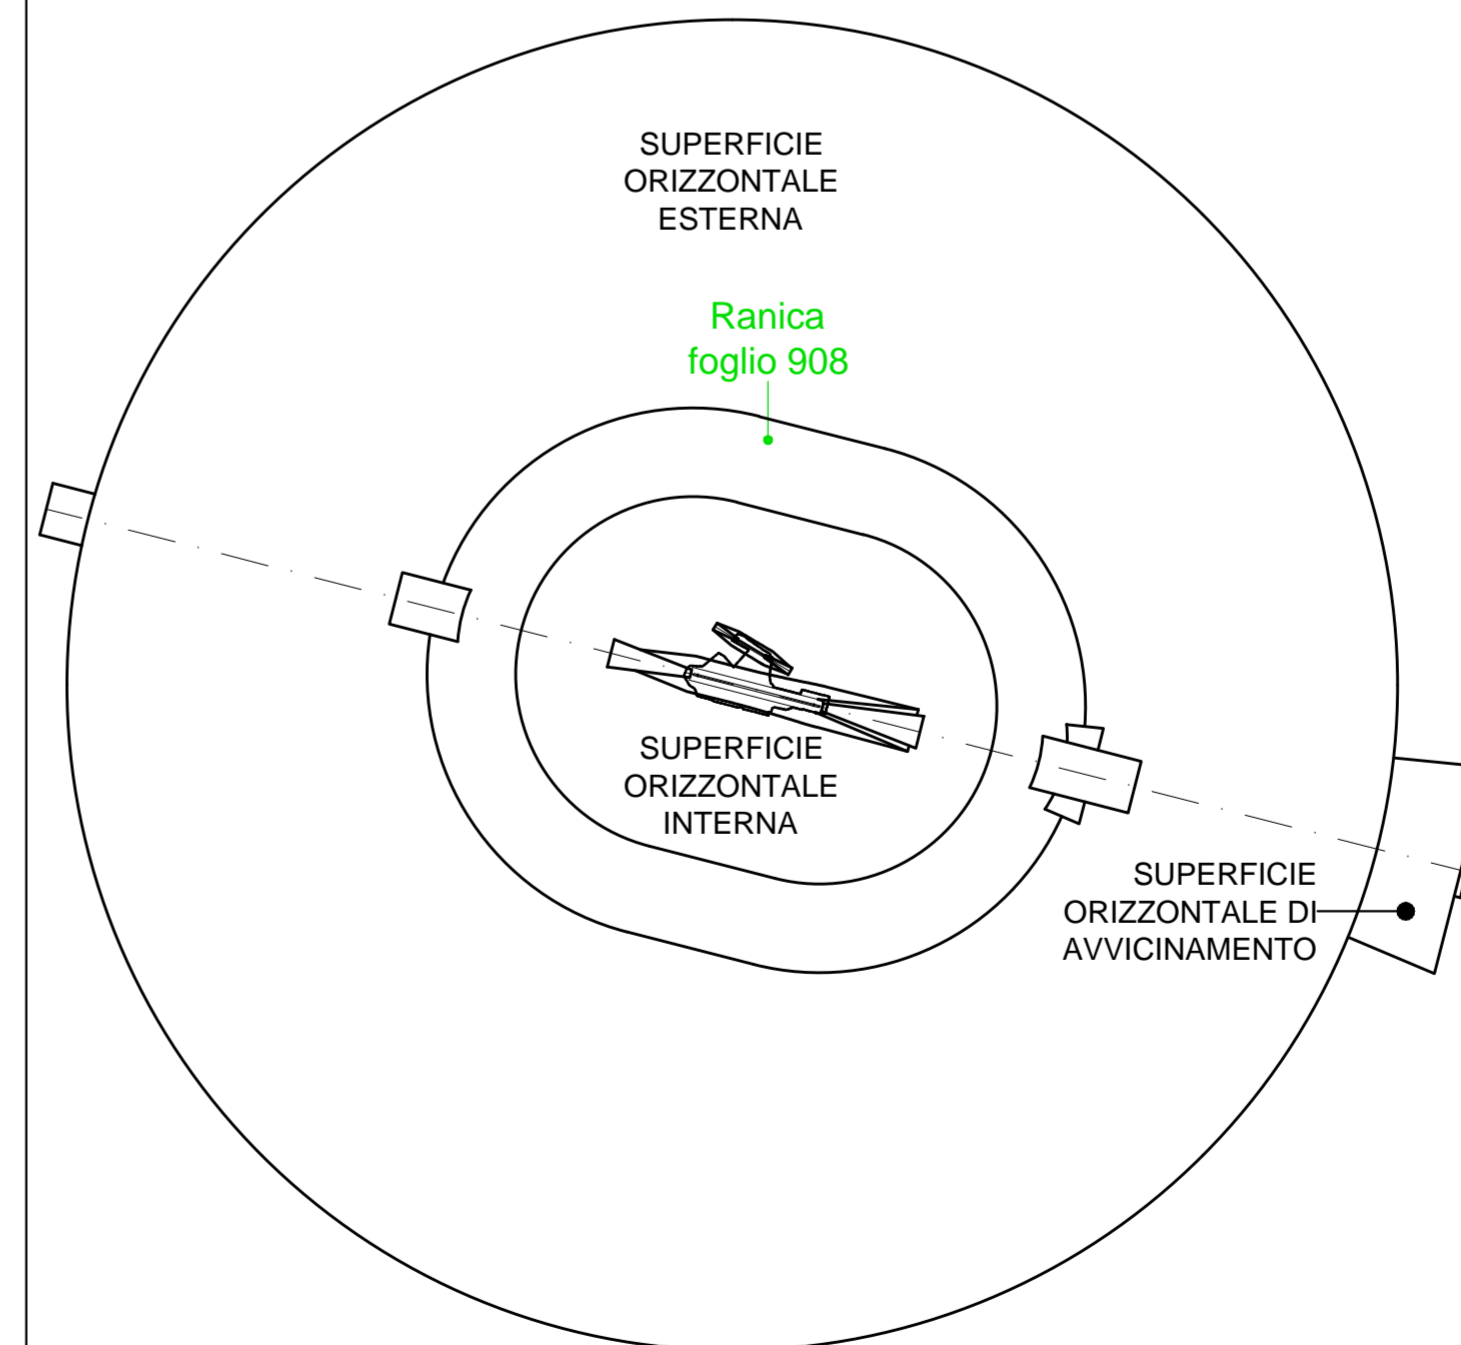 SUPERFICIE
ORIZZONTALE
ESTERNA
Ranica
foglio 908
SUPERFICIE
ORIZZONTALE
INTERNA
SUPERFICIE
ORIZZONTALE DI
AVVICINAMENTO